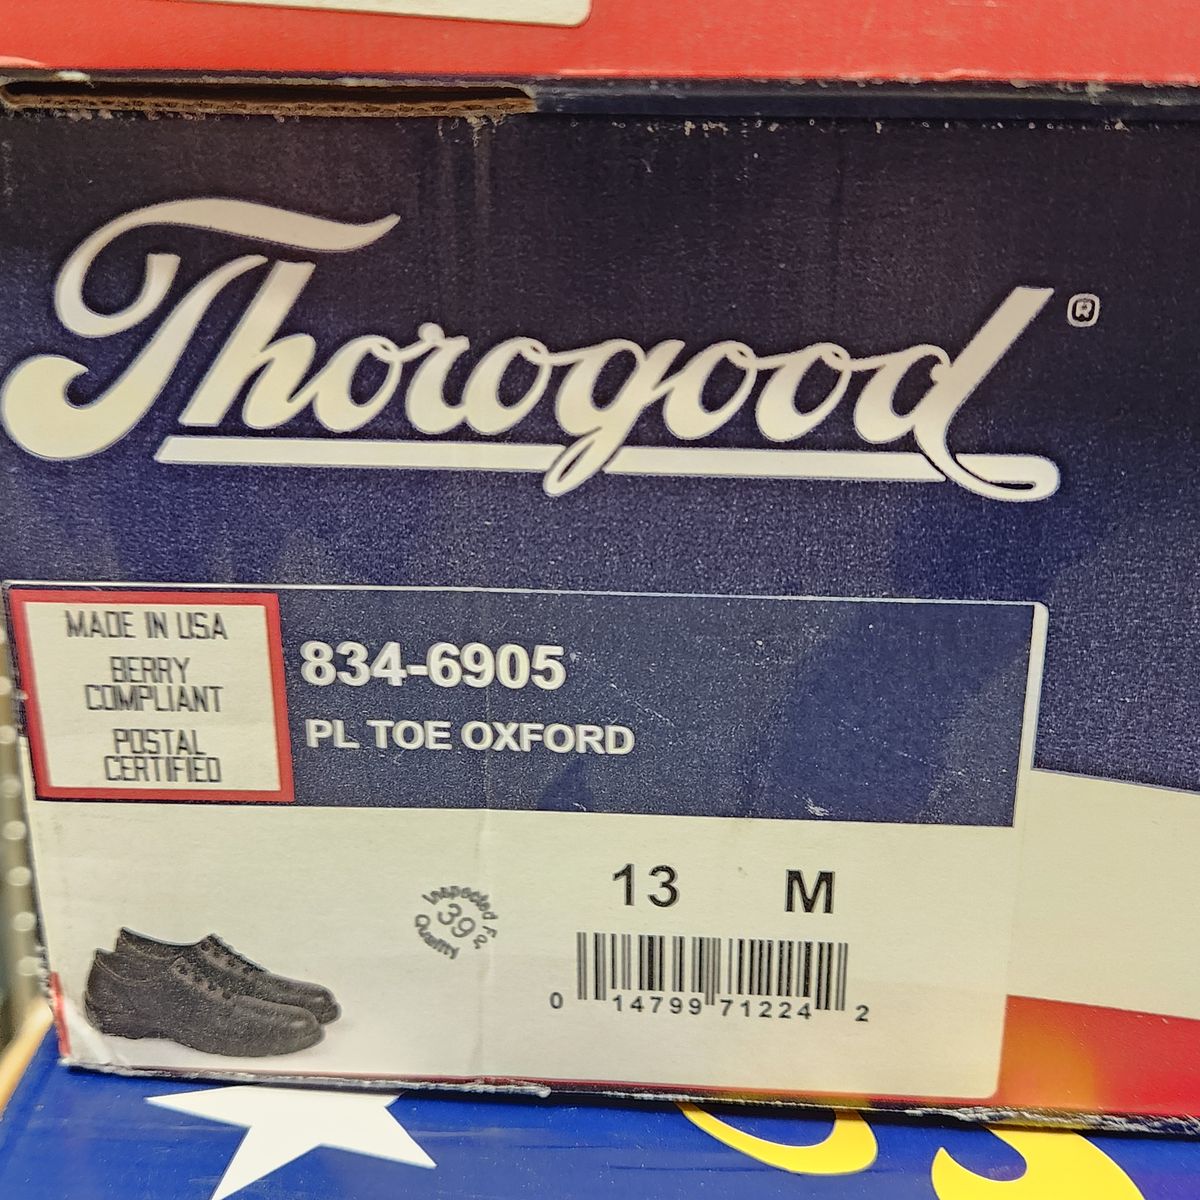 Thorogood®
MADE IN USA
BERRY
COMPLIANT
POSTAL
CERTIFIED
834-6905
PL TOE OXFORD
13 M
Inspected For
39
Quality
0 14799 71224 2